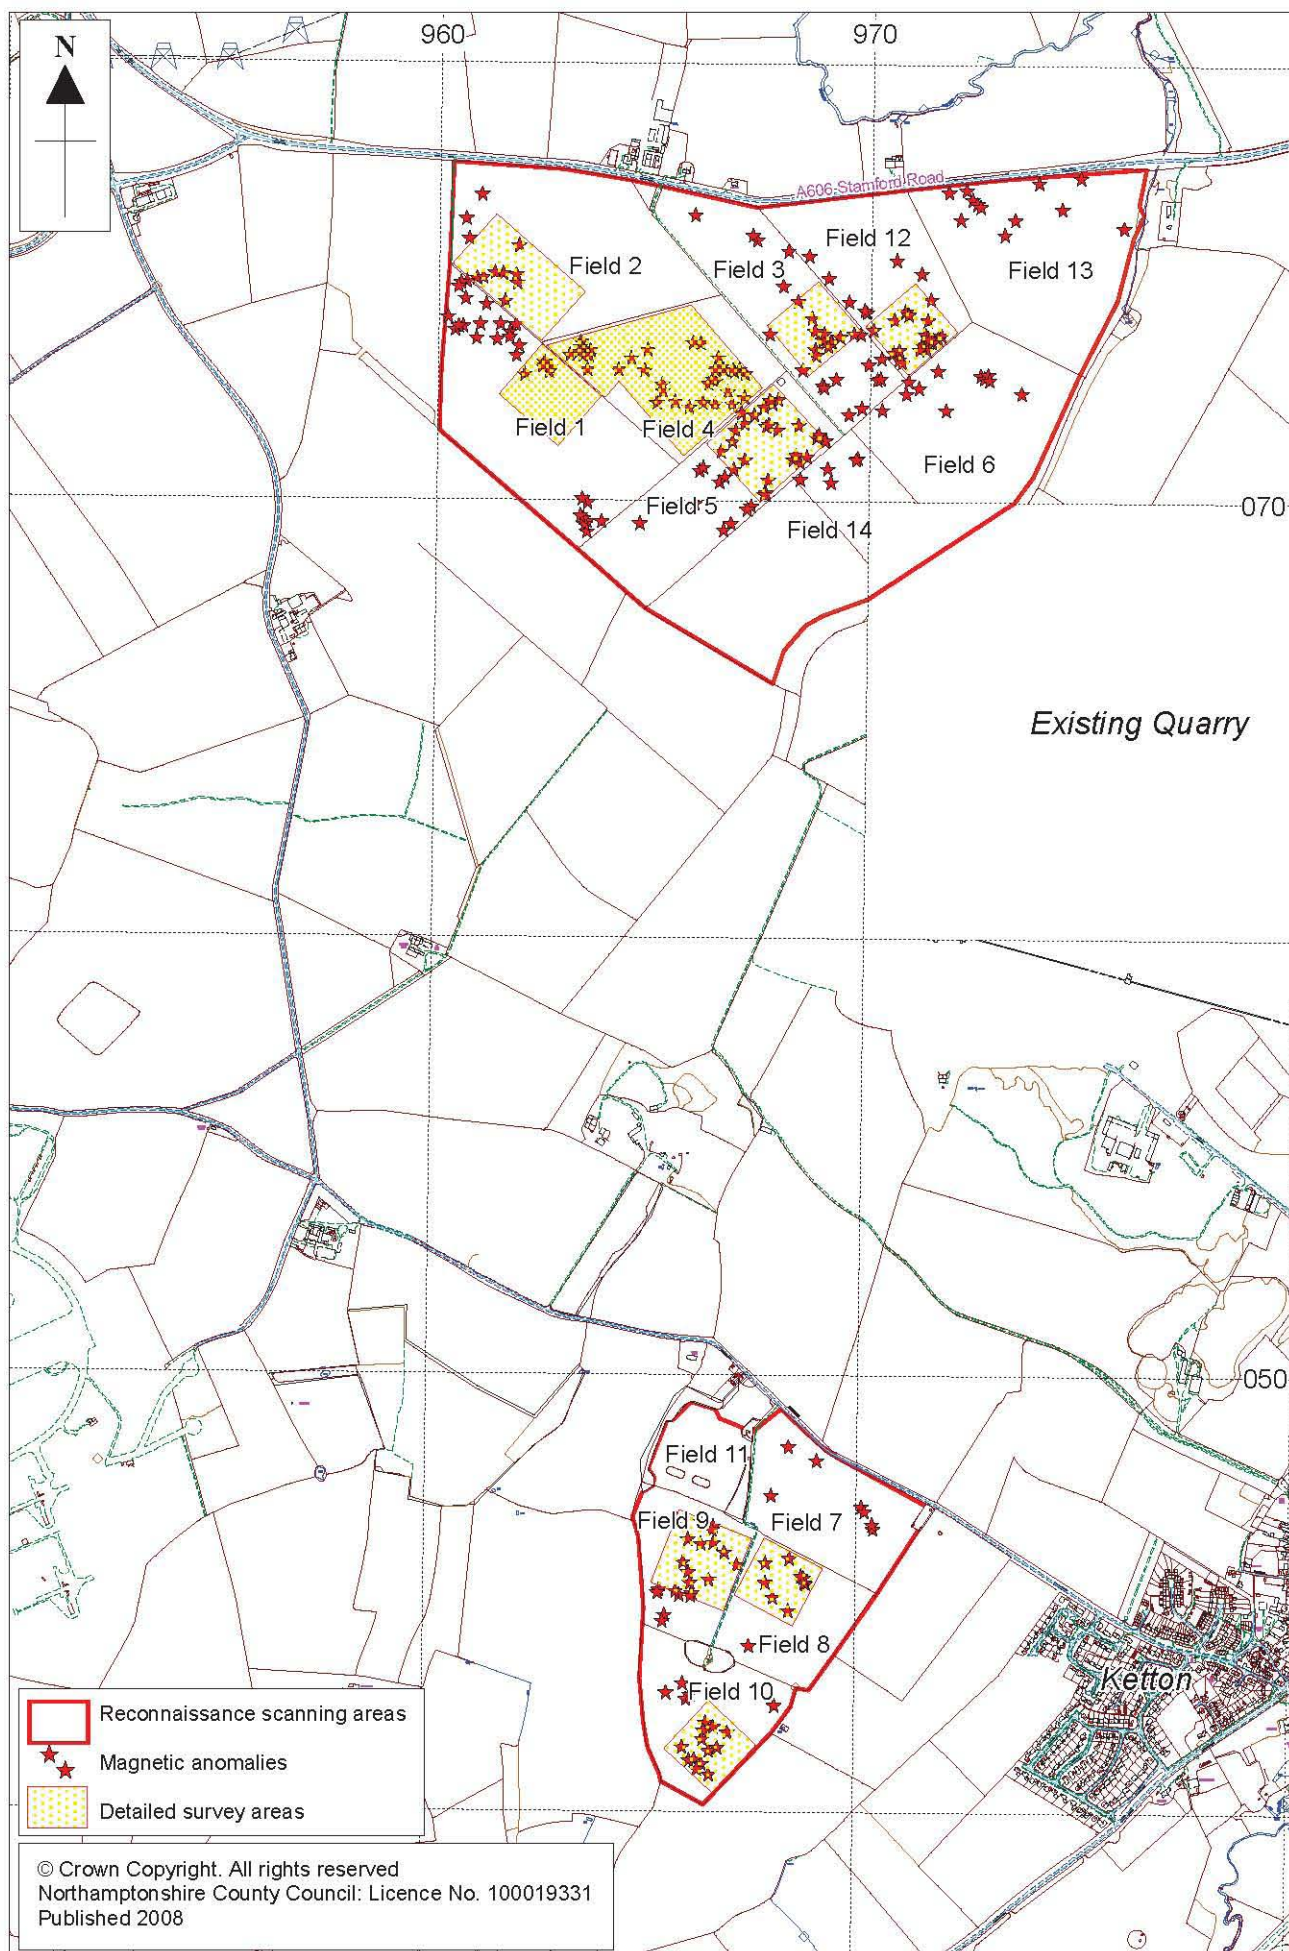 N
960
970
A606 Stamford Road
Field 12
Field 2
Field 3
Field 13
Field 1
Field 4
Field 6
Field 5
070
Field 14
Existing Quarry
050
Field 11
Field 9
Field 7
Field 8
Ketton
Field 10
Reconnaissance scanning areas
Magnetic anomalies
Detailed survey areas
© Crown Copyright. All rights reserved
Northamptonshire County Council: Licence No. 100019331
Published 2008